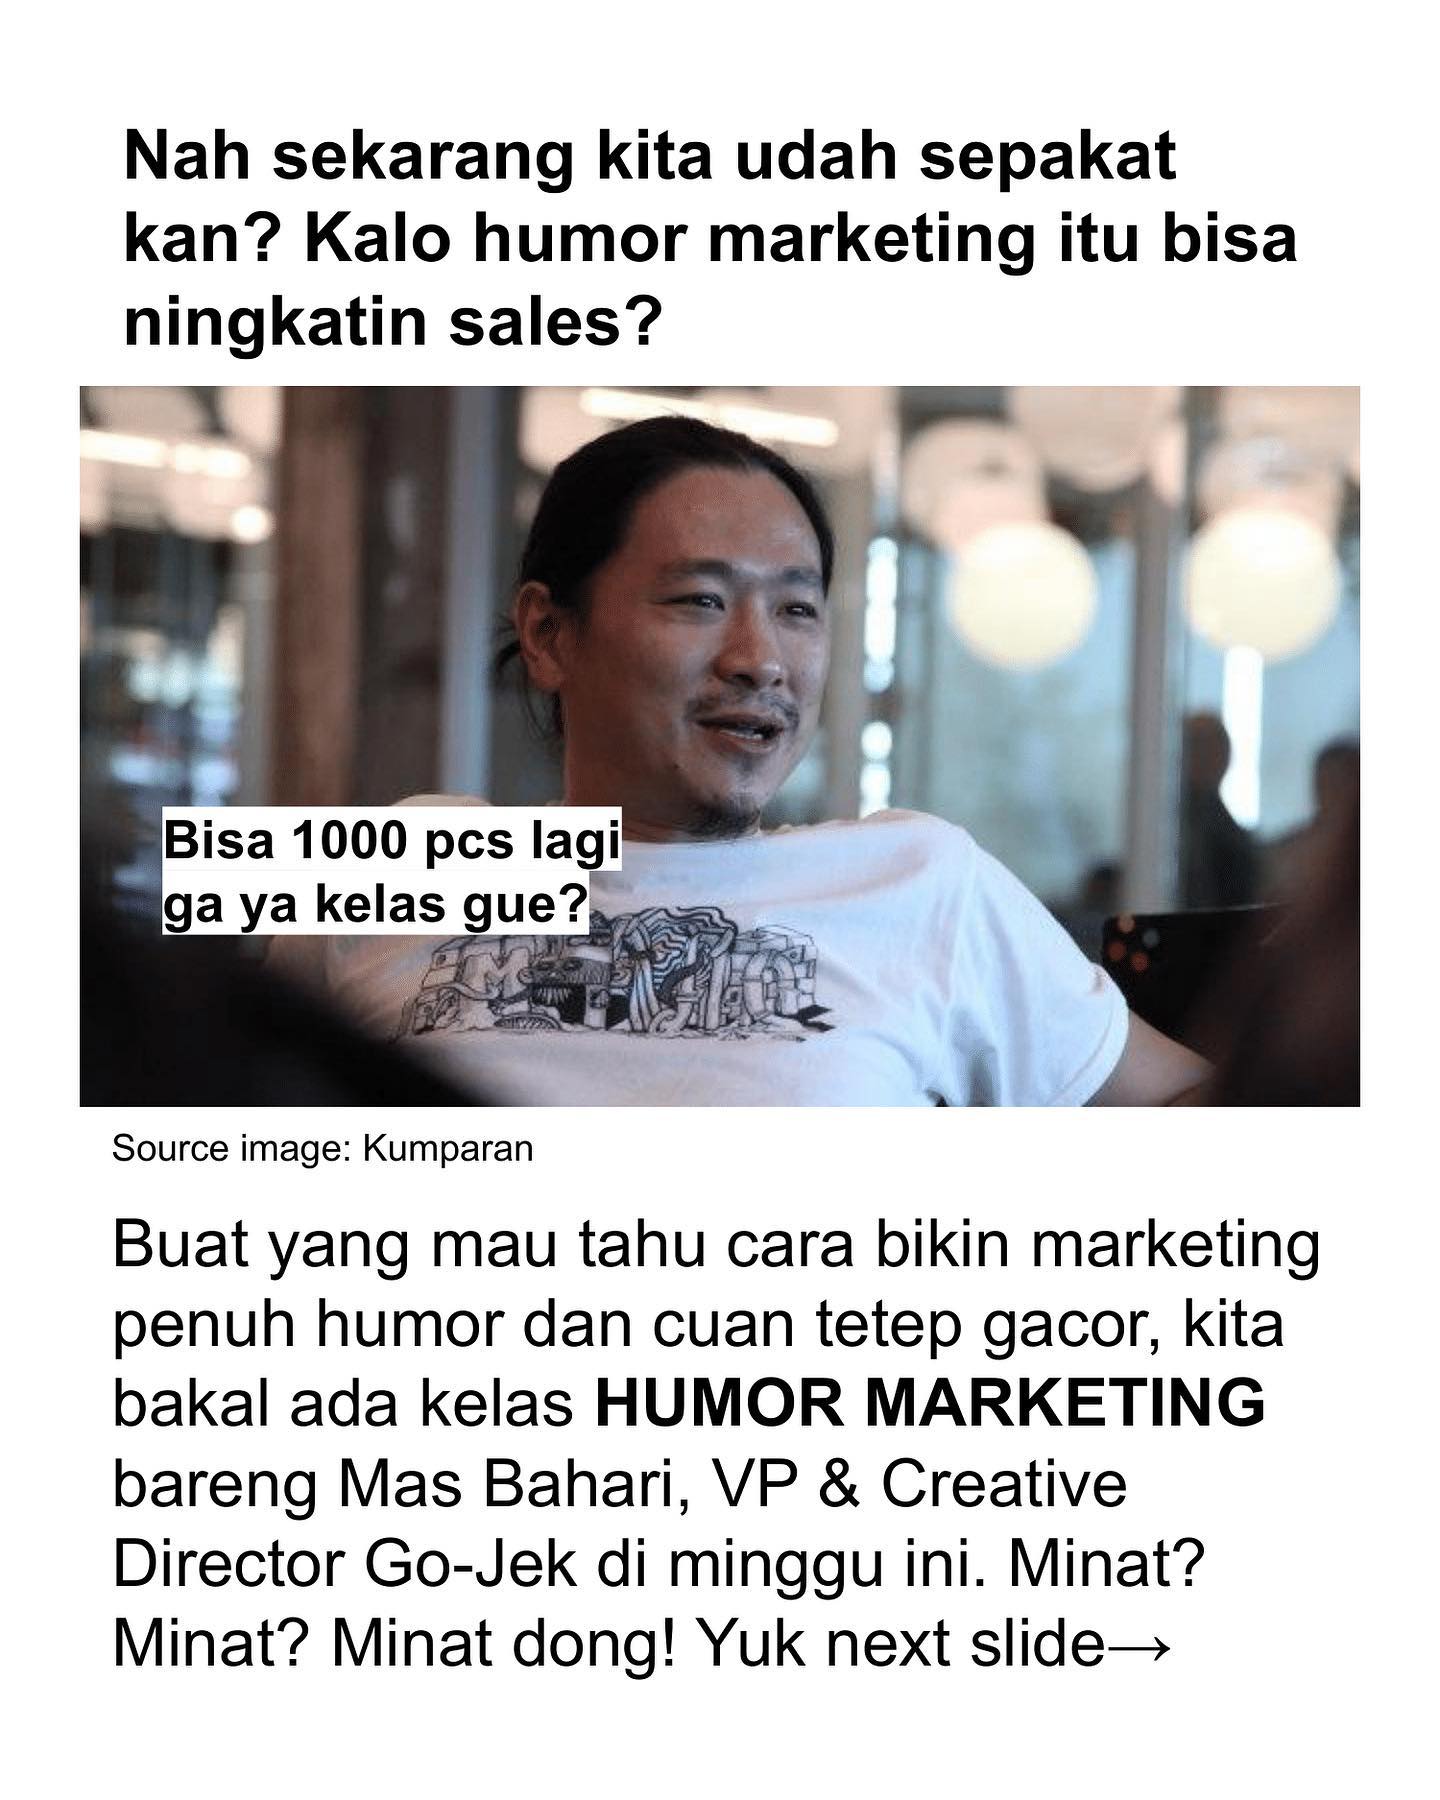 Nah sekarang kita udah sepakat
kan? Kalo humor marketing itu bisa
ningkatin sales?
Bisa 1000 pcs lagi
ga ya kelas gue?
Source image: Kumparan
Buat yang mau tahu cara bikin marketing
penuh humor dan cuan tetep gacor, kita
bakal ada kelas HUMOR MARKETING
bareng Mas Bahari, VP & Creative
Director Go-Jek di minggu ini. Minat?
Minat? Minat dong! Yuk next slide→